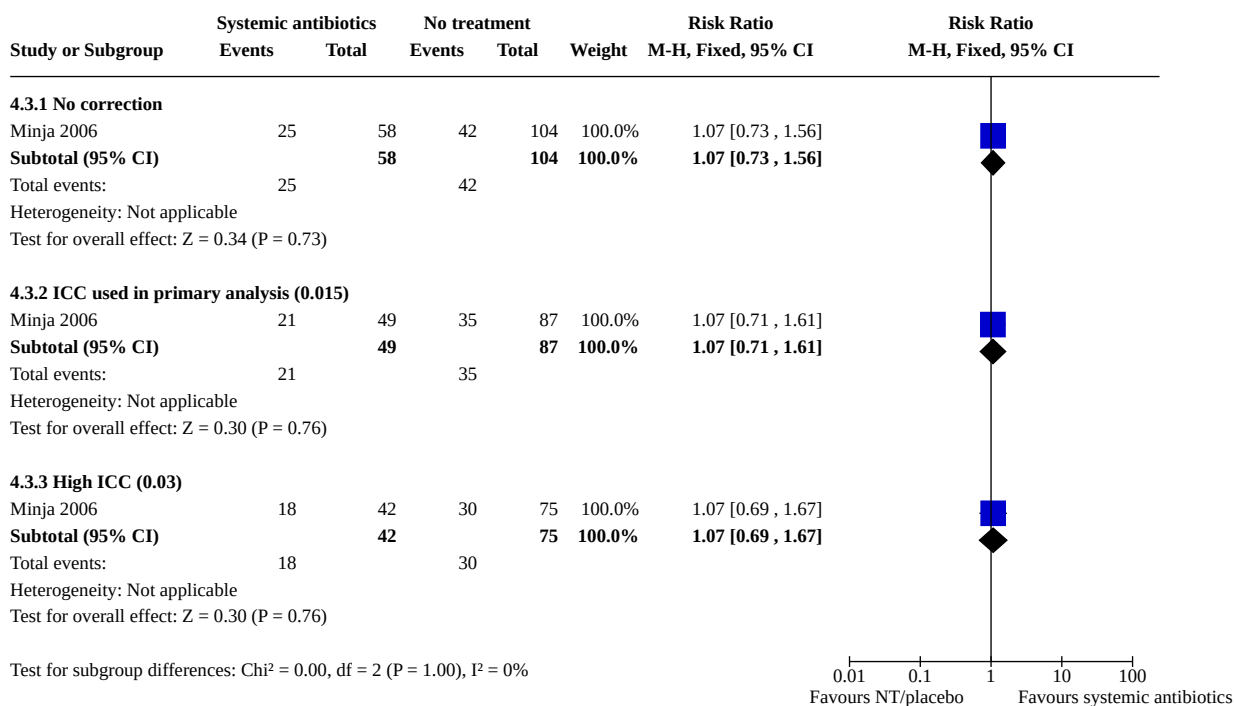 Systemic antibiotics No treatment Risk Ratio Risk Ratio
Study or Subgroup Events Total Events Total Weight M-H, Fixed, 95% CI M-H, Fixed, 95% CI
4.3.1 No correction
Minja 2006 25 58 42 104 100.0% 1.07 [0.73 , 1.56]
Subtotal (95% CI) 58 104 100.0% 1.07 [0.73 , 1.56]
Total events: 25 42
Heterogeneity: Not applicable
Test for overall effect: Z = 0.34 (P = 0.73)
4.3.2 ICC used in primary analysis (0.015)
Minja 2006 21 49 35 87 100.0% 1.07 [0.71 , 1.61]
Subtotal (95% CI) 49 87 100.0% 1.07 [0.71 , 1.61]
Total events: 21 35
Heterogeneity: Not applicable
Test for overall effect: Z = 0.30 (P = 0.76)
4.3.3 High ICC (0.03)
Minja 2006 18 42 30 75 100.0% 1.07 [0.69 , 1.67]
Subtotal (95% CI) 42 75 100.0% 1.07 [0.69 , 1.67]
Total events: 18 30
Heterogeneity: Not applicable
Test for overall effect: Z = 0.30 (P = 0.76)
Test for subgroup differences: Chi² = 0.00, df = 2 (P = 1.00), I² = 0%
0.01 0.1 1 10 100
Favours NT/placebo Favours systemic antibiotics